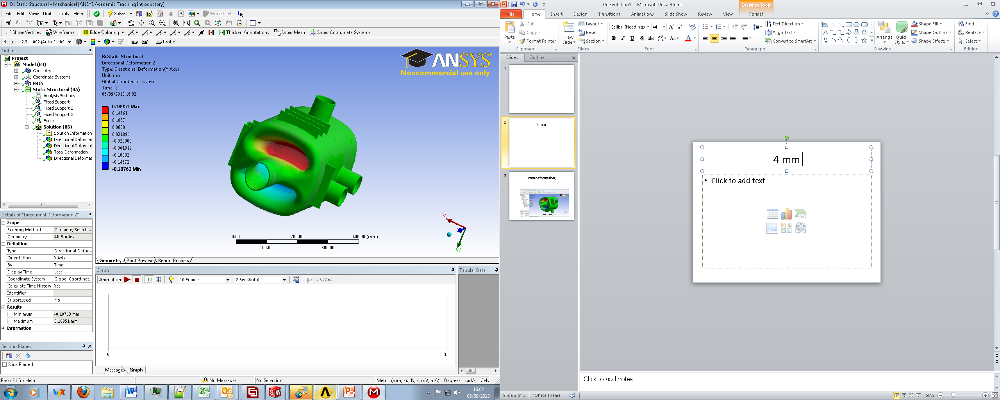 B : Static Structural - Mechanical [ANSYS Academic Teaching Introductory]
File Edit View Units Tools Help
Solve
Worksheet
Show Vertices Wireframe Edge Coloring Thicken Annotations Show Mesh Show Coordinate Systems
Result 2.3e+002 (Auto Scale) MAX MIN Probe
Outline
Project
Model (B4)
Geometry
Coordinate Systems
Mesh
Static Structural (B5)
Analysis Settings
Fixed Support
Fixed Support 2
Fixed Support 3
Force
Solution (B6)
Solution Information
Directional Deformat
Directional Deformat
Total Deformation
Directional Deformat
Details of "Directional Deformation 2"
Scope
Scoping Method Geometry Selecti...
Geometry All Bodies
Definition
Type Directional Defor...
Orientation Y Axis
By Time
Display Time Last
Coordinate System Global Coordinat...
Calculate Time History Yes
Identifier
Suppressed No
Results
Minimum -0.18763 mm
Maximum 0.18951 mm
Information
Section Planes
Slice Plane 1
B: Static Structural
Directional Deformation 2
Type: Directional Deformation(Y Axis)
Unit: mm
Global Coordinate System
Time: 1
05/09/2013 16:02
0.18951 Max
0.14761
0.1057
0.0638
0.021896
-0.020008
-0.061912
-0.10382
-0.14572
-0.18763 Min
ANSYS
Noncommercial use only
V
W
0.00 200.00 400.00 (mm)
100.00 300.00
Geometry Print Preview Report Preview
Graph
Tabular Data
Animation 10 Frames 2 Sec (Auto) 3 Cycles
0. 1.
Messages Graph
Press F1 for Help
No Messages
No Selection
Metric (mm, kg, N, s, mV, mA) Degrees rad/s Cels
16:02
05/09/2013
Presentation1 - Microsoft PowerPoint
Drawing Tools
File Home Insert Design Transitions Animations Slide Show Review View Format
Paste
Cut
Copy
Format Painter
Clipboard
New Slide
Layout
Reset
Section
Slides
Calibri (Headings) 44
Font
Text Direction
Align Text
Convert to SmartArt
Paragraph
Arrange
Quick Styles
Shape Fill
Shape Outline
Shape Effects
Drawing
Find
Replace
Select
Editing
Slides Outline
1
2
4 mm
3
3mm deformation,
4 mm
• Click to add text
Click to add notes
Slide 2 of 3 "Office Theme" 50%